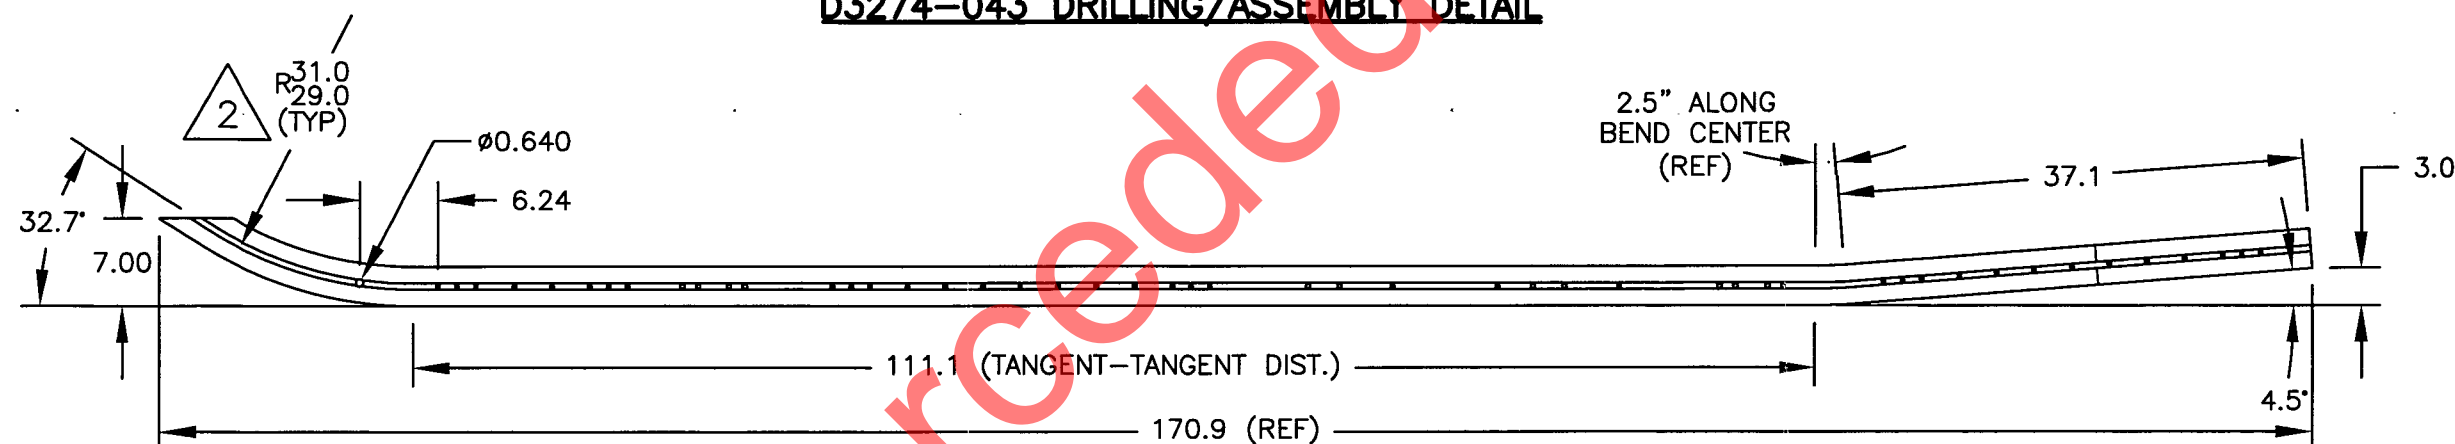 D3274-043 DRILLING/ASSEMBLY DETAIL
2
R31.0
29.0
(TYP)
ø0.640
6.24
32.7°
7.00
2.5" ALONG
BEND CENTER
(REF)
37.1
3.0
111.1 (TANGENT-TANGENT DIST.)
4.5°
170.9 (REF)
rceded